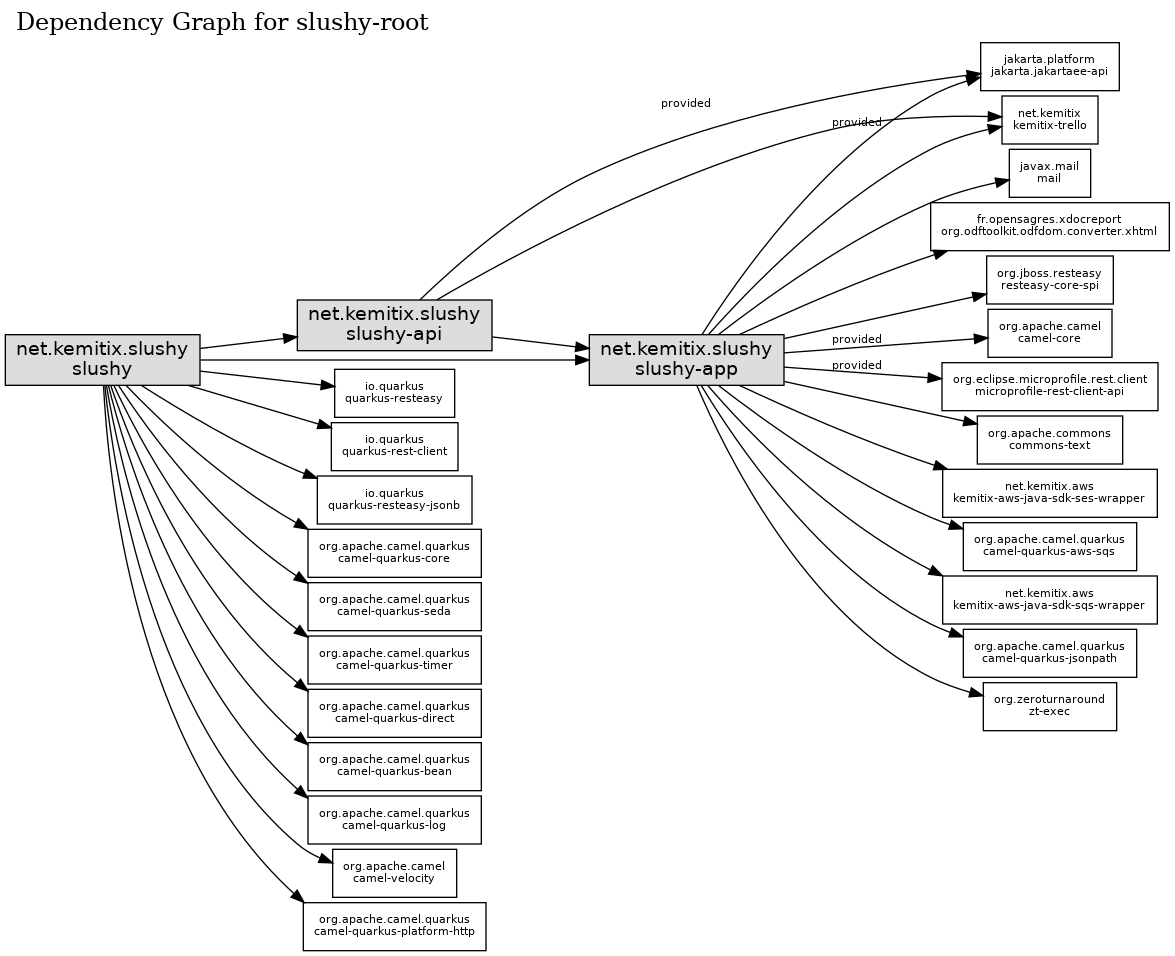 Dependency Graph for slushy-root
net.kemitix.slushy
slushy
net.kemitix.slushy
slushy-api
io.quarkus
quarkus-resteasy
io.quarkus
quarkus-rest-client
io.quarkus
quarkus-resteasy-jsonb
org.apache.camel.quarkus
camel-quarkus-core
org.apache.camel.quarkus
camel-quarkus-seda
org.apache.camel.quarkus
camel-quarkus-timer
org.apache.camel.quarkus
camel-quarkus-direct
org.apache.camel.quarkus
camel-quarkus-bean
org.apache.camel.quarkus
camel-quarkus-log
org.apache.camel
camel-velocity
org.apache.camel.quarkus
camel-quarkus-platform-http
net.kemitix.slushy
slushy-app
provided
provided
provided
provided
jakarta.platform
jakarta.jakartaee-api
net.kemitix
kemitix-trello
javax.mail
mail
fr.opensagres.xdocreport
org.odftoolkit.odfdom.converter.xhtml
org.jboss.resteasy
resteasy-core-spi
org.apache.camel
camel-core
org.eclipse.microprofile.rest.client
microprofile-rest-client-api
org.apache.commons
commons-text
net.kemitix.aws
kemitix-aws-java-sdk-ses-wrapper
org.apache.camel.quarkus
camel-quarkus-aws-sqs
net.kemitix.aws
kemitix-aws-java-sdk-sqs-wrapper
org.apache.camel.quarkus
camel-quarkus-jsonpath
org.zeroturnaround
zt-exec